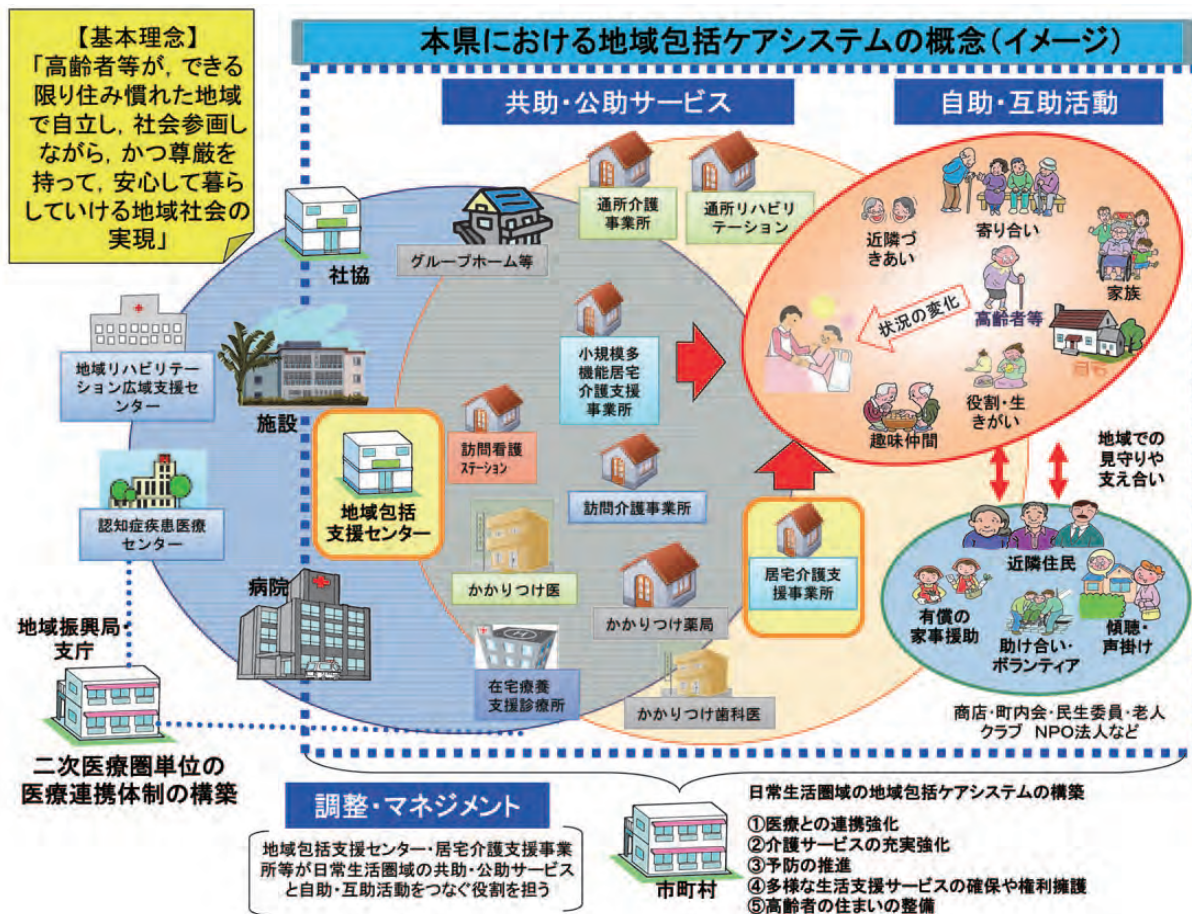 【基本理念】
「高齢者等が，できる
限り住み慣れた地域
で自立し，社会参画し
ながら，かつ尊厳を
持って，安心して暮ら
していける地域社会の
実現」
本県における地域包括ケアシステムの概念（イメージ）
共助・公助サービス
自助・互助活動
通所介護
事業所
通所リハビリ
テーション
社協
グループホーム等
近隣づ
きあい
寄り合い
家族
高齢者等
状況の変化
自宅
役割・生
きがい
趣味仲間
地域リハビリテー
ション広域支援セ
ンター
施設
小規模多
機能居宅
介護支援
事業所
訪問看護
ステーション
地域包括
支援センター
訪問介護事業所
認知症疾患医療
センター
病院
かかりつけ医
かかりつけ薬局
居宅介護支
援事業所
在宅療養
支援診療所
かかりつけ歯科医
地域での
見守りや
支え合い
近隣住民
有償の
家事援助
助け合い・
ボランティア
傾聴・
声掛け
商店・町内会・民生委員・老人
クラブ　NPO法人など
地域振興局・
支庁
二次医療圏単位の
医療連携体制の構築
調整・マネジメント
地域包括支援センター・居宅介護支援事業
所等が日常生活圏域の共助・公助サービス
と自助・互助活動をつなぐ役割を担う
市町村
日常生活圏域の地域包括ケアシステムの構築
①医療との連携強化
②介護サービスの充実強化
③予防の推進
④多様な生活支援サービスの確保や権利擁護
⑤高齢者の住まいの整備